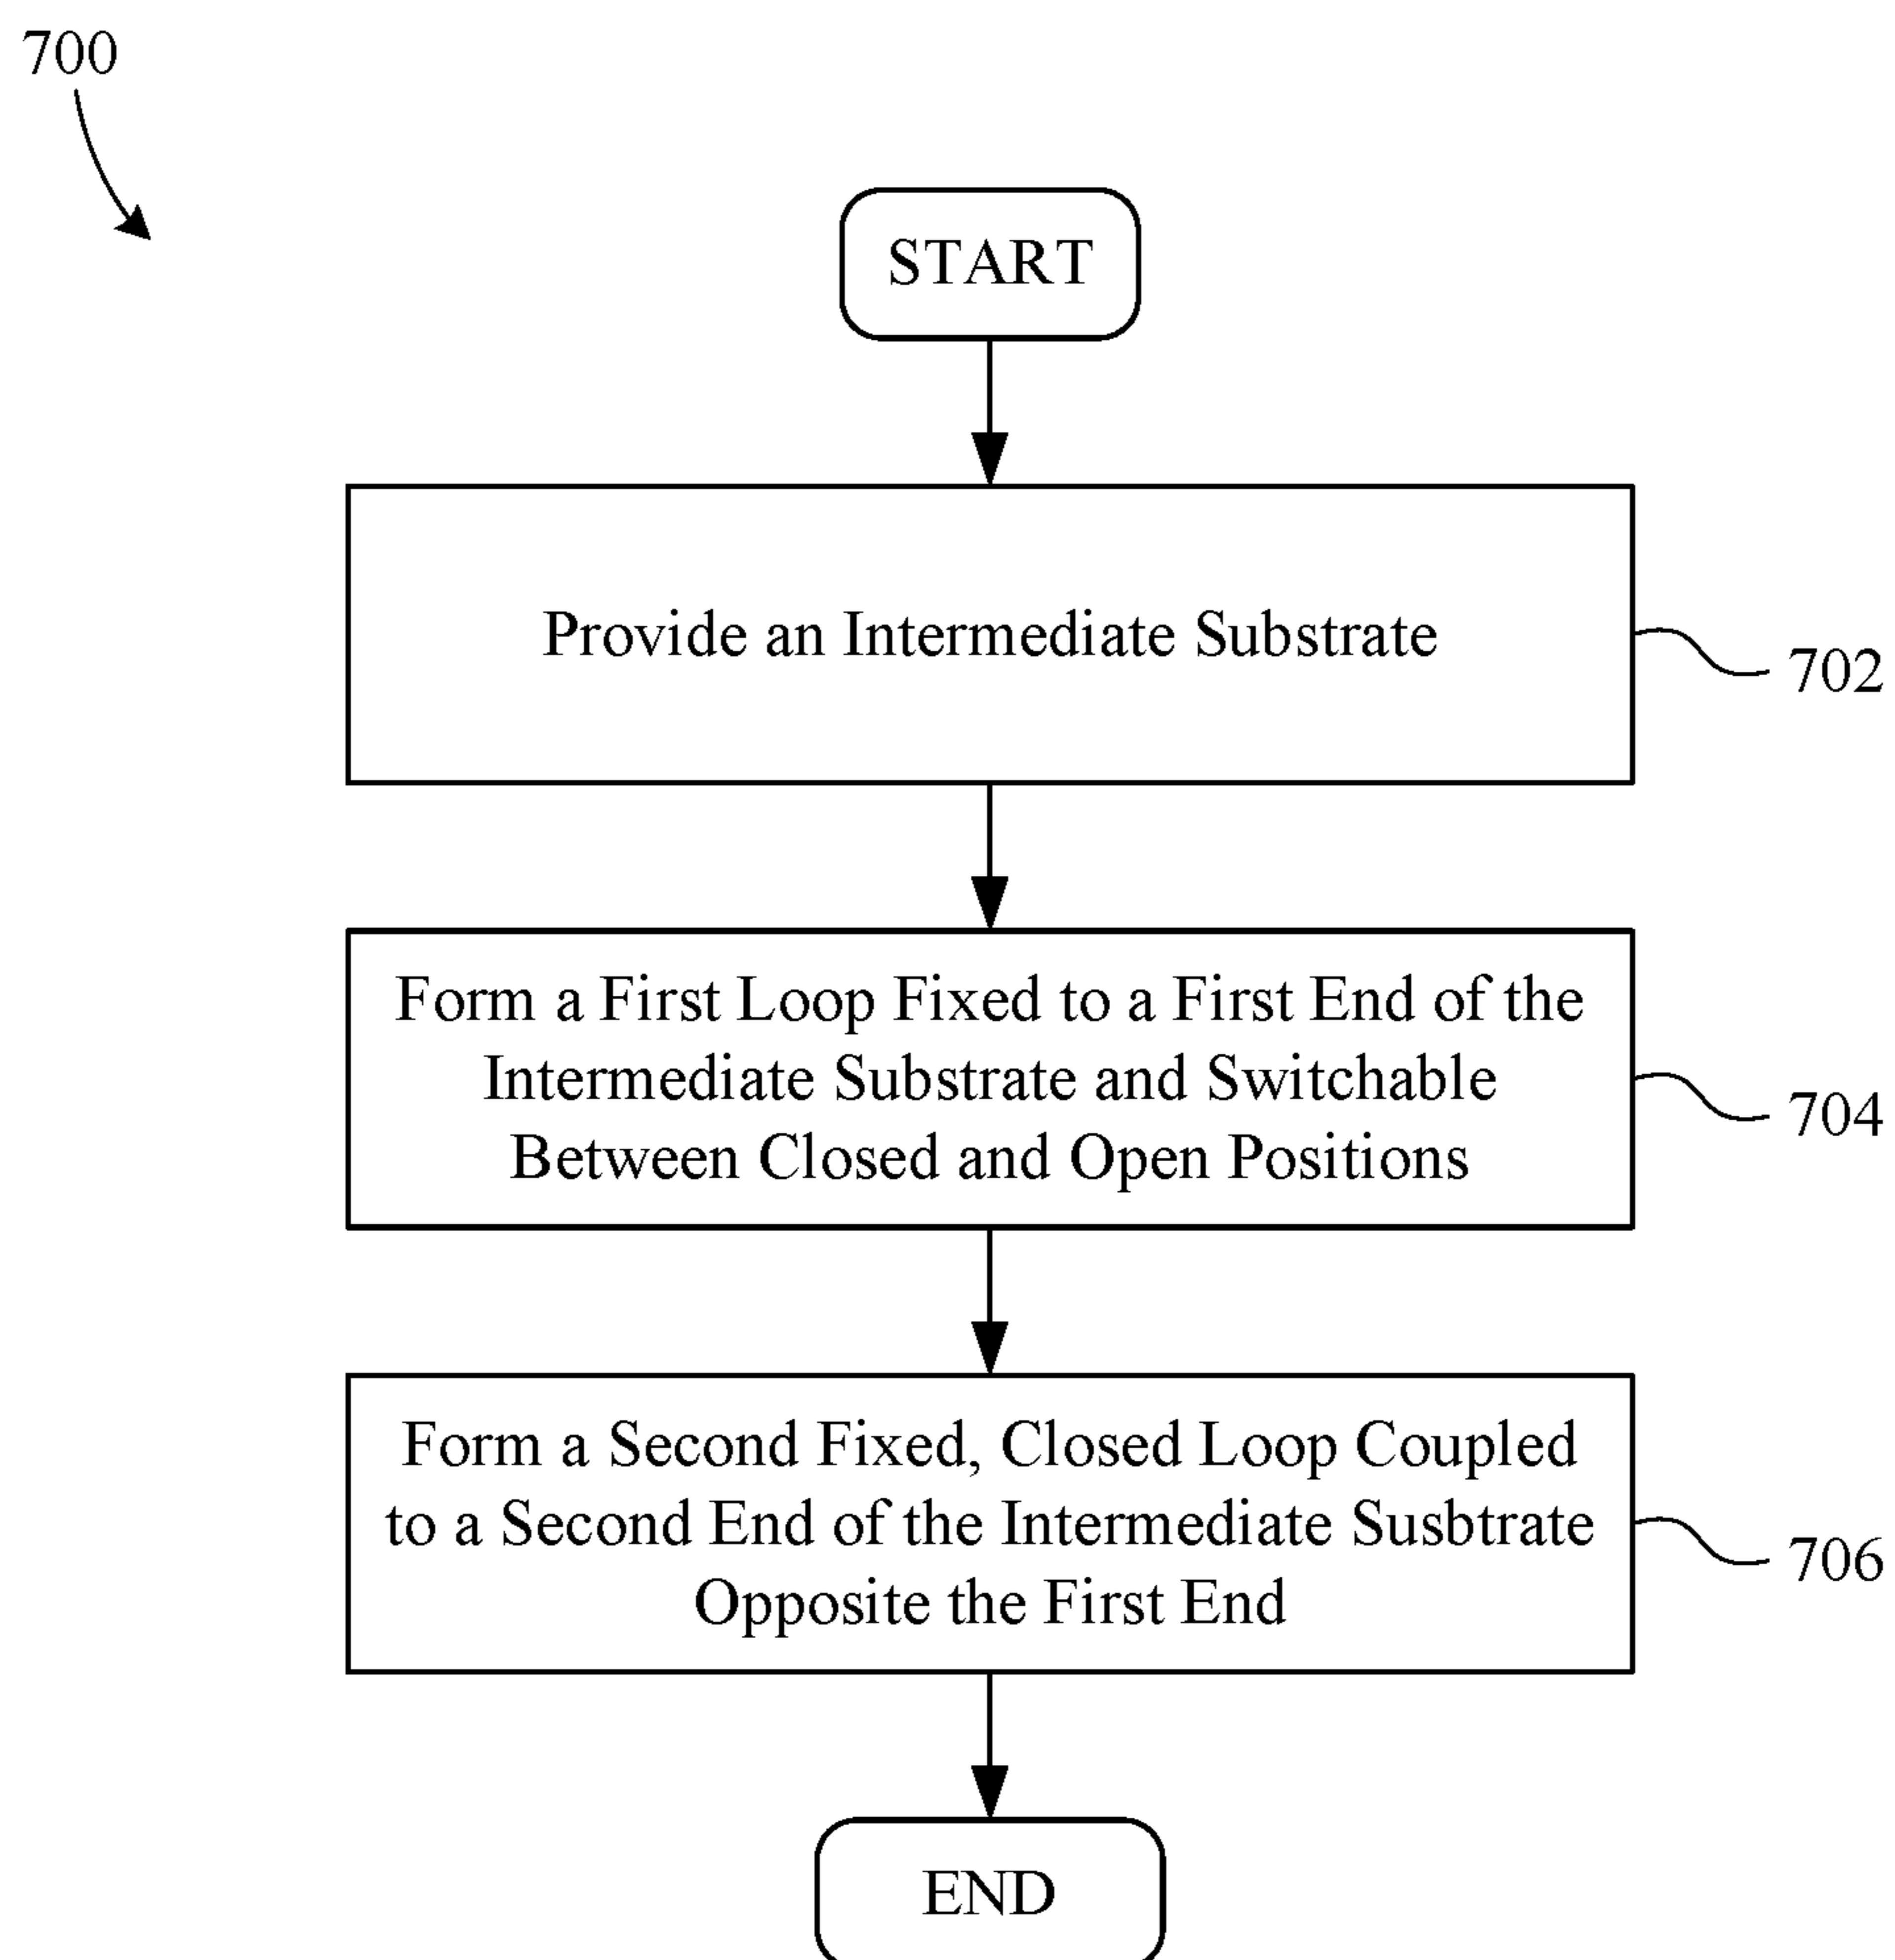 700
START
Provide an Intermediate Substrate
702
Form a First Loop Fixed to a First End of the
Intermediate Substrate and Switchable
Between Closed and Open Positions
704
Form a Second Fixed, Closed Loop Coupled
to a Second End of the Intermediate Susbtrate
Opposite the First End
706
END